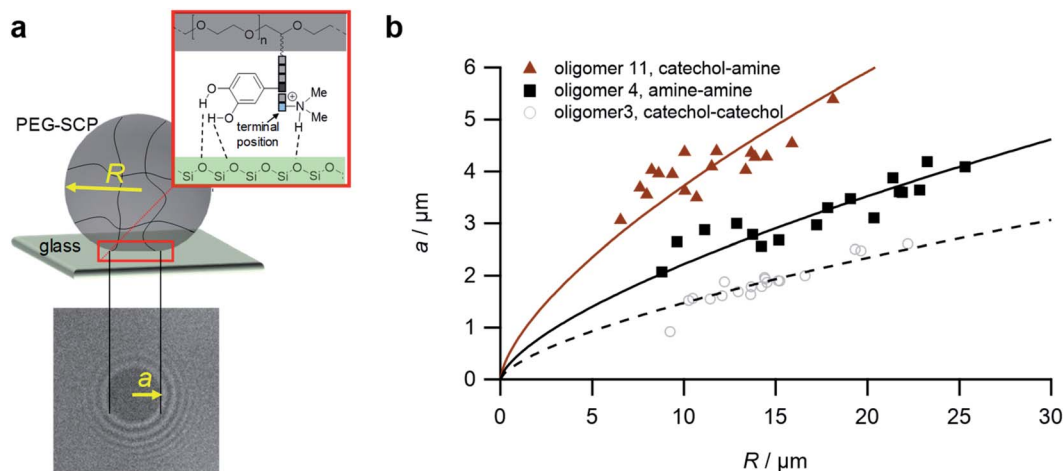 a
O
O
O
n
PEG-SCP
R
H
O
H
O
⊕
N
Me
Me
H
terminal
position
O O O O
Si Si Si Si Si
glass
a
b
oligomer 11, catechol-amine
oligomer 4, amine-amine
oligomer3, catechol-catechol
a / µm
6
5
4
3
2
1
0
0 5 10 15 20 25 30
R / µm